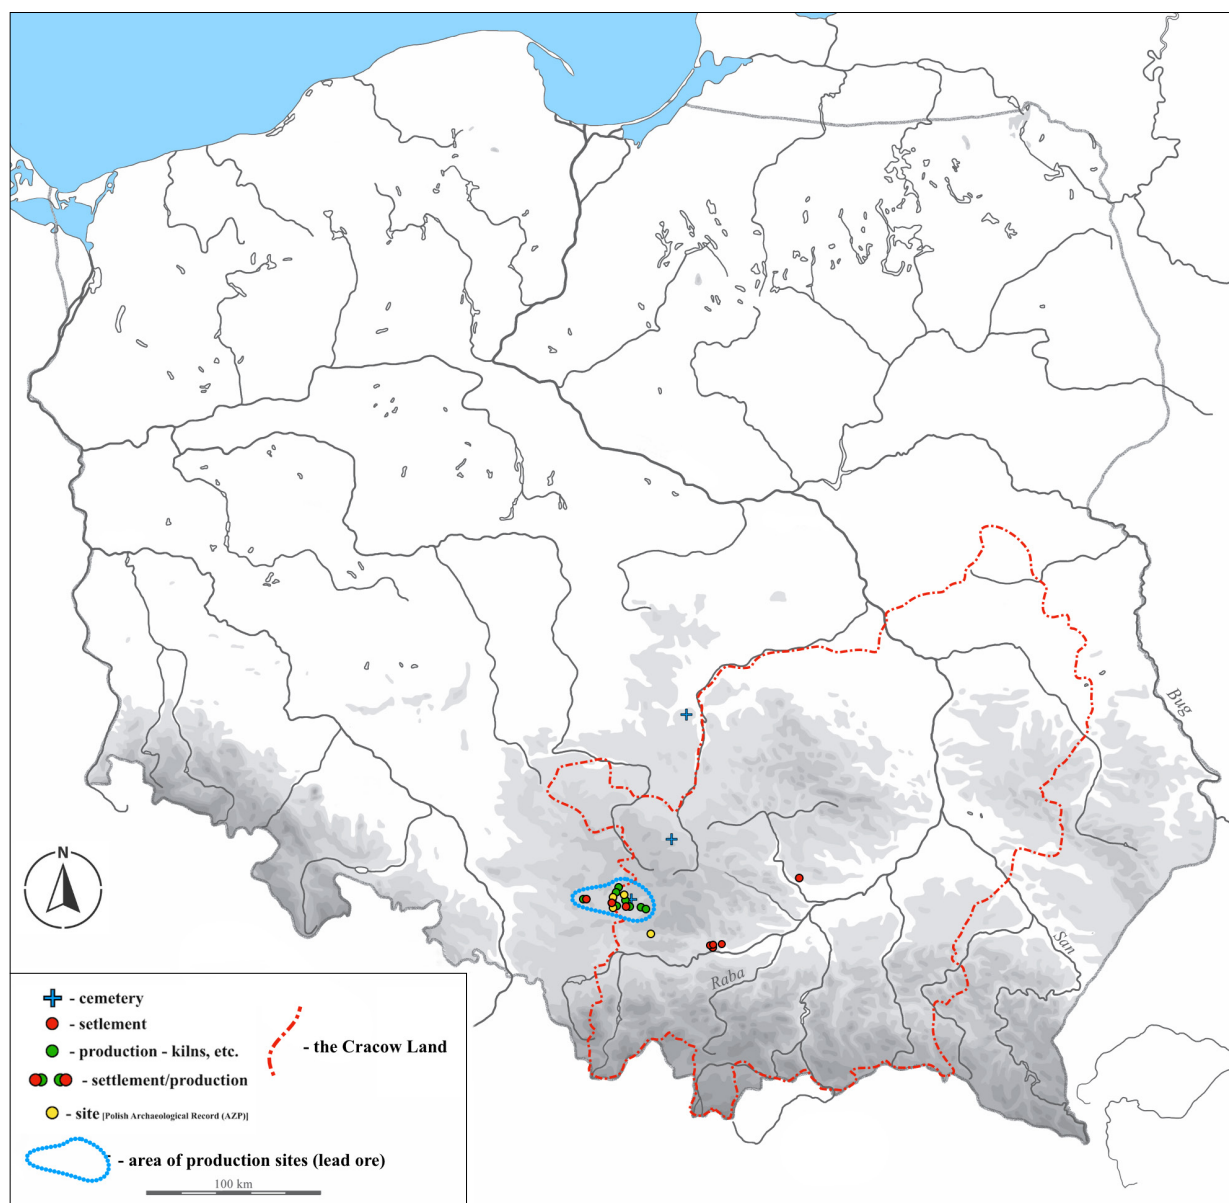 Bug
San
Raba
N
- cemetery
- setlement
- production - kilns, etc.
- settlement/production
- site [Polish Archaeological Record (AZP)]
- the Cracow Land
- area of production sites (lead ore)
100 km